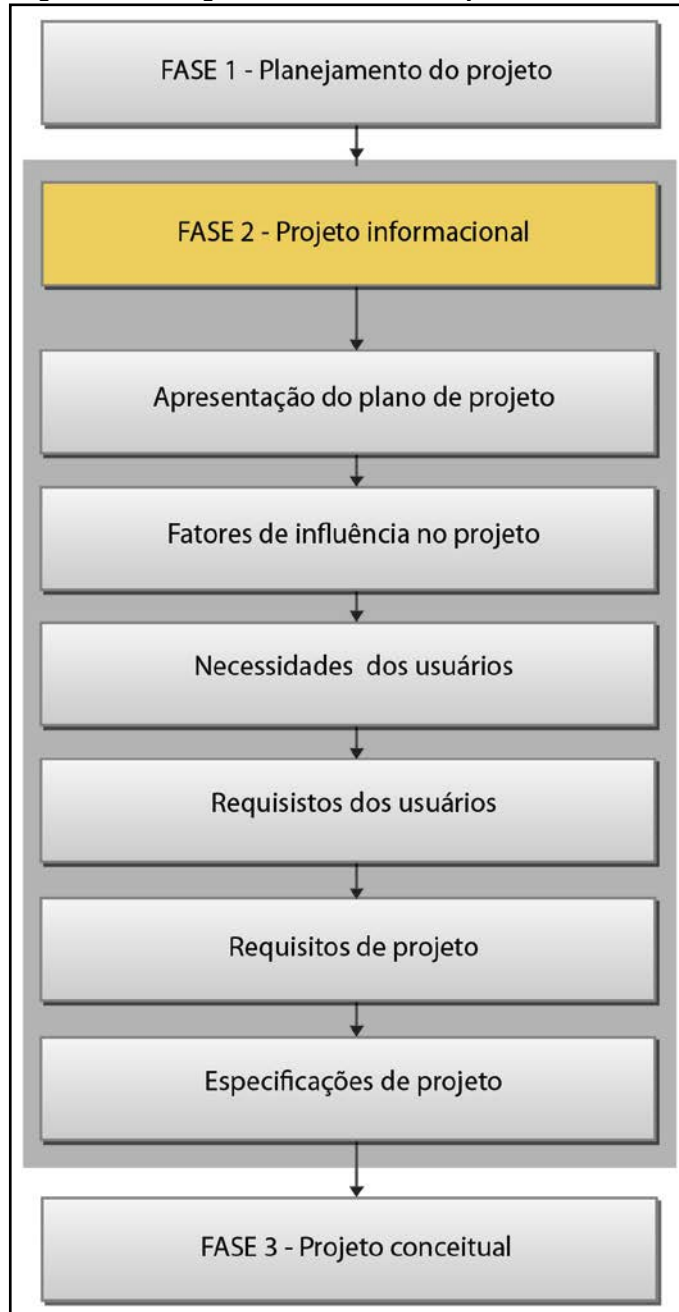 FASE 1 - Planejamento do projeto
FASE 2 - Projeto informacional
Apresentação do plano de projeto
Fatores de influência no projeto
Necessidades dos usuários
Requisistos dos usuários
Requisitos de projeto
Especificações de projeto
FASE 3 - Projeto conceitual